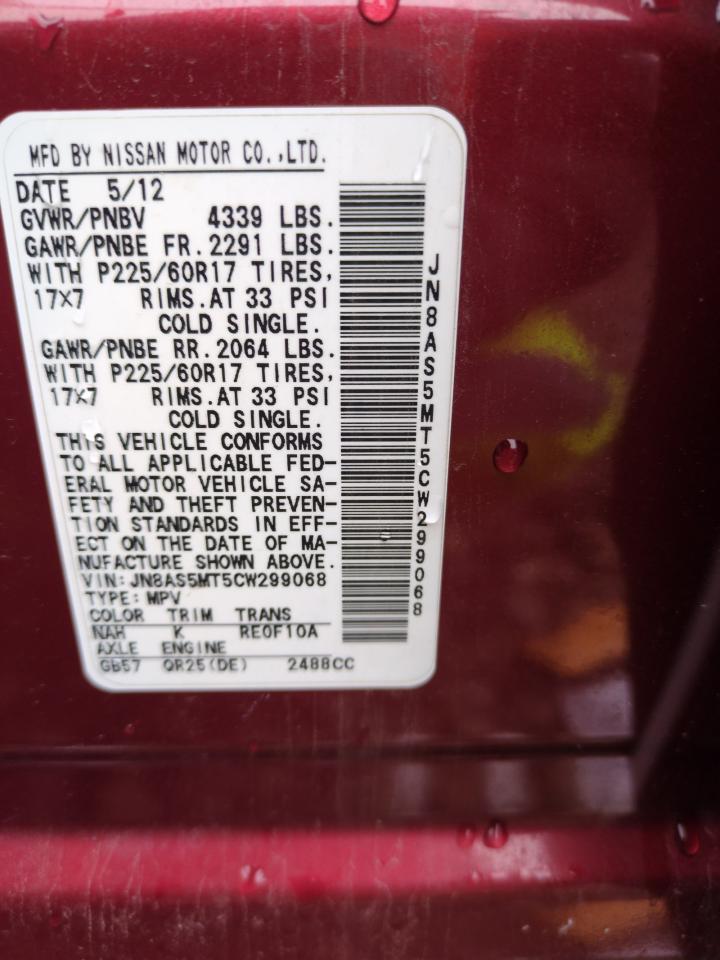 MFD BY NISSAN MOTOR CO.,LTD.
DATE 5/12
GVWR/PNBV 4339 LBS.
GAWR/PNBE FR.2291 LBS.
WITH P225/60R17 TIRES,
17X7 RIMS.AT 33 PSI
COLD SINGLE.
GAWR/PNBE RR.2064 LBS.
WITH P225/60R17 TIRES,
17X7 RIMS.AT 33 PSI
COLD SINGLE.
THIS VEHICLE CONFORMS
TO ALL APPLICABLE FED-
ERAL MOTOR VEHICLE SA-
FETY AND THEFT PREVEN-
TION STANDARDS IN EFF-
ECT ON THE DATE OF MA-
NUFACTURE SHOWN ABOVE.
VIN:JN8AS5MT5CW299068
TYPE:MPV
COLOR TRIM TRANS
NAH K RE0F10A
AXLE ENGINE
Gb57 QR25(DE) 2488CC
JN8AS5MT5CW299068